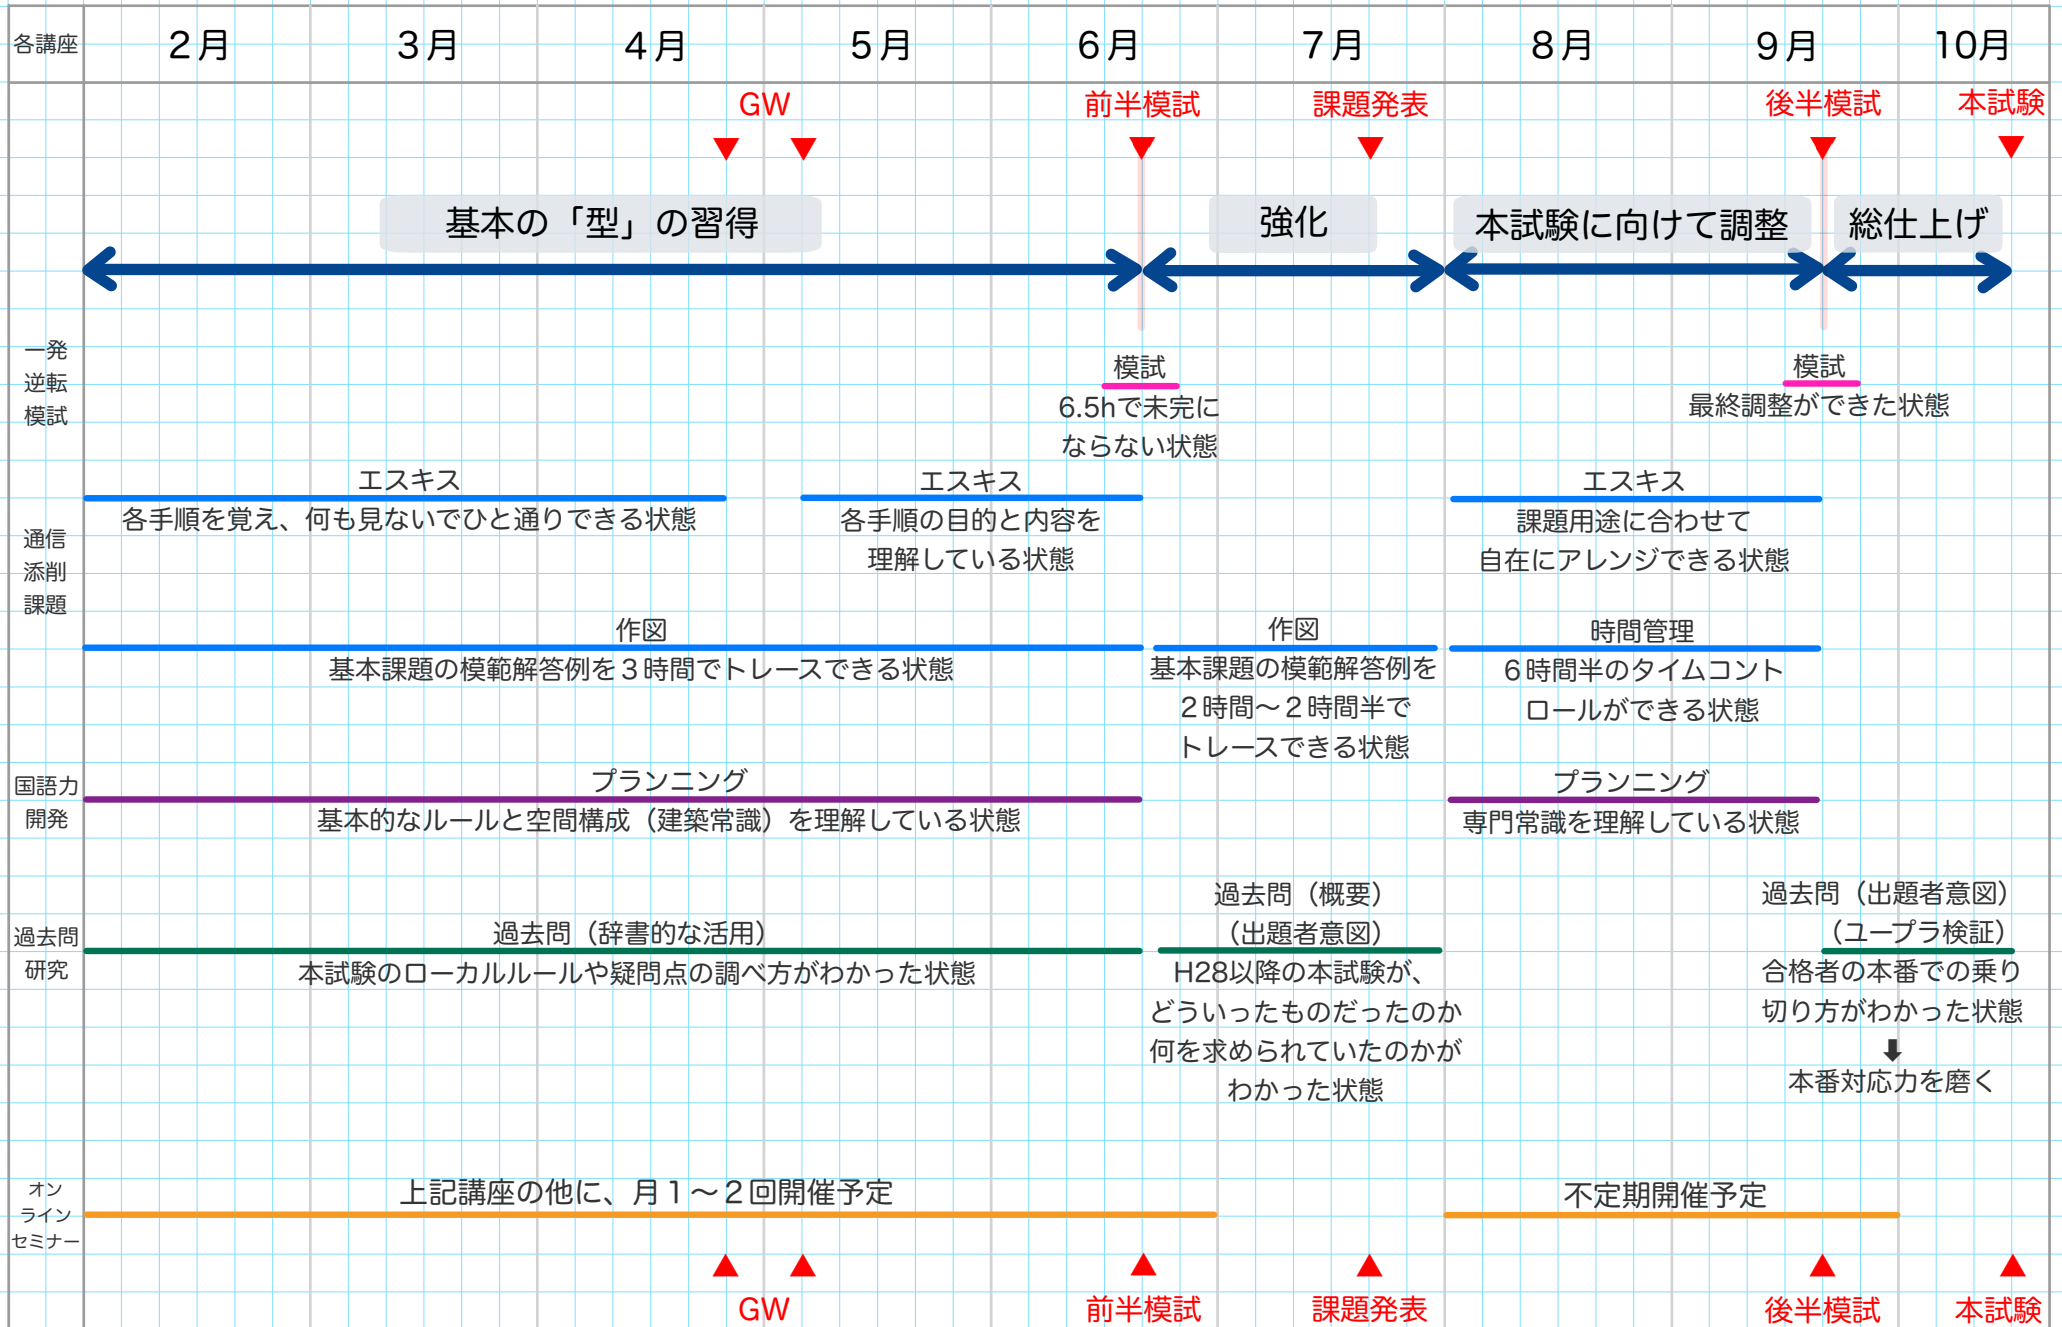 各講座
2月
3月
4月
5月
6月
7月
8月
9月
10月
GW
前半模試
課題発表
後半模試
本試験
基本の「型」の習得
強化
本試験に向けて調整
総仕上げ
一発
逆転
模試
模試
6.5hで未完に
ならない状態
模試
最終調整ができた状態
通信
添削
課題
エスキス
各手順を覚え、何も見ないでひと通りできる状態
エスキス
各手順の目的と内容を
理解している状態
エスキス
課題用途に合わせて
自在にアレンジできる状態
作図
基本課題の模範解答例を３時間でトレースできる状態
作図
基本課題の模範解答例を
２時間〜２時間半で
トレースできる状態
時間管理
６時間半のタイムコント
ロールができる状態
国語力
開発
プランニング
基本的なルールと空間構成（建築常識）を理解している状態
プランニング
専門常識を理解している状態
過去問
研究
過去問（辞書的な活用）
本試験のローカルルールや疑問点の調べ方がわかった状態
過去問（概要）
（出題者意図）
H28以降の本試験が、
どういったものだったのか
何を求められていたのかが
わかった状態
過去問（出題者意図）
（ユープラ検証）
合格者の本番での乗り
切り方がわかった状態
本番対応力を磨く
オン
ライン
セミナー
上記講座の他に、月１〜２回開催予定
不定期開催予定
GW
前半模試
課題発表
後半模試
本試験